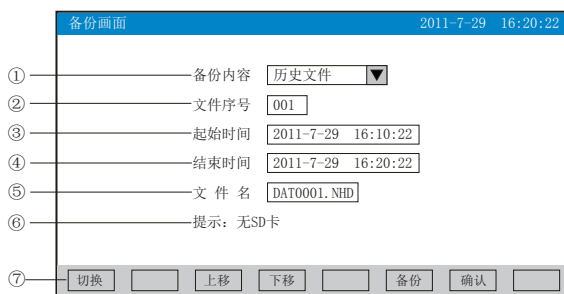 备份画面 2011-7-29 16:20:22
① 备份内容 历史文件 ▼
② 文件序号 001
③ 起始时间 2011-7-29 16:10:22
④ 结束时间 2011-7-29 16:20:22
⑤ 文 件 名 DAT0001.NHD
⑥ 提示：无SD卡
⑦ 切换 上移 下移 备份 确认